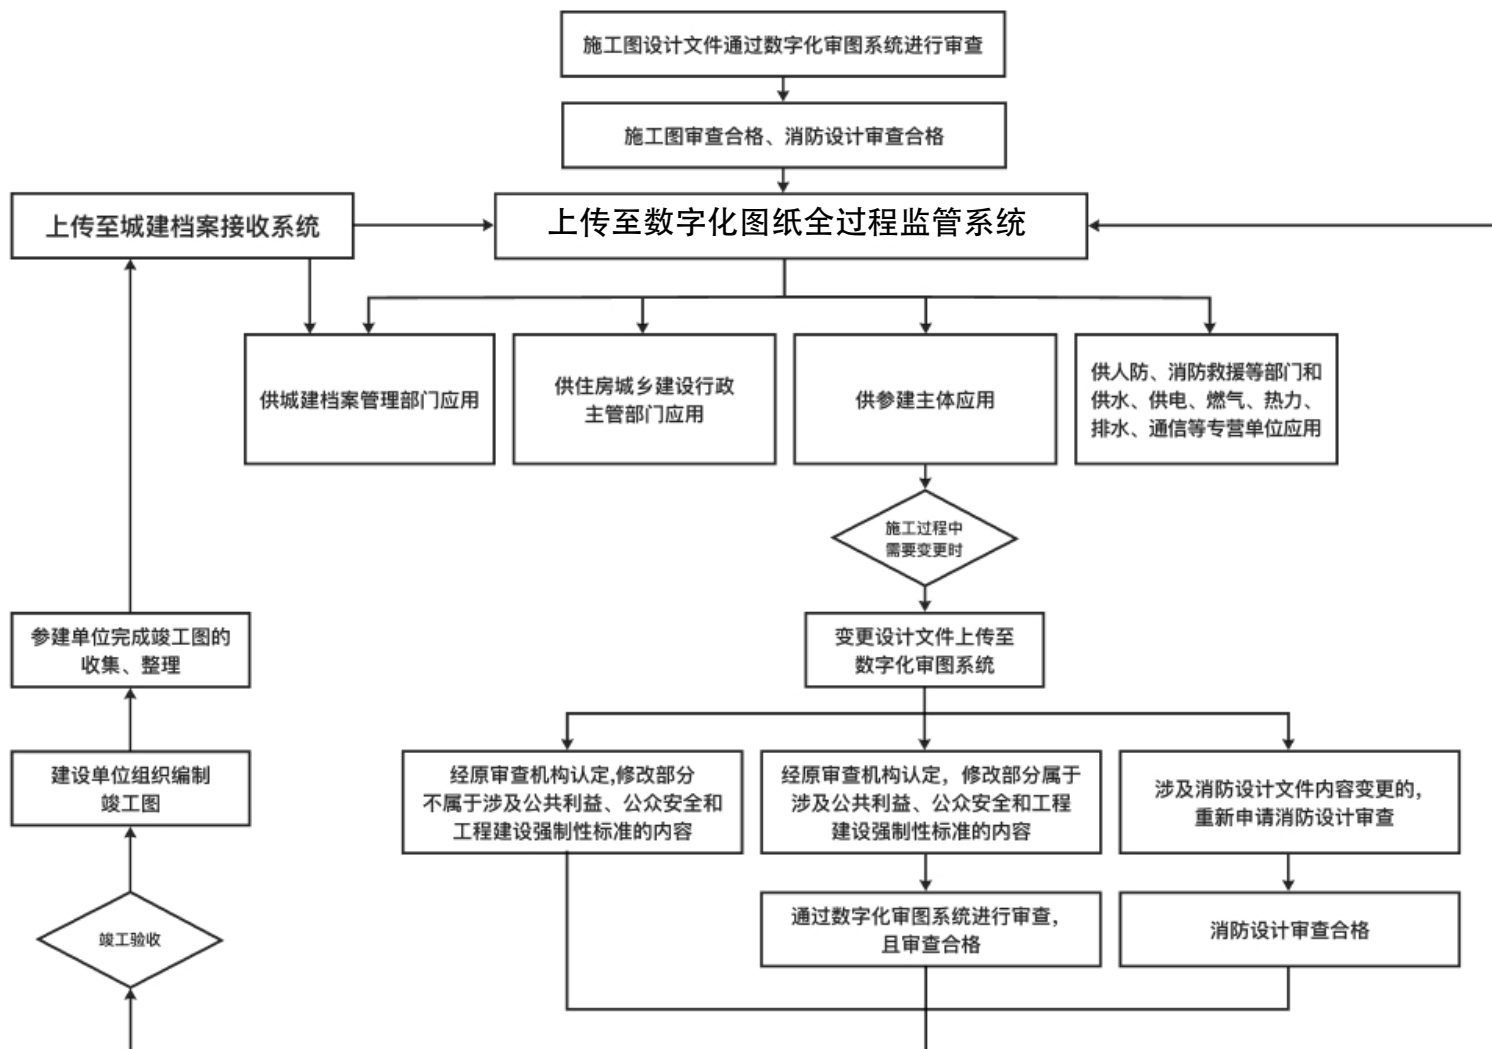 施工图设计文件通过数字化审图系统进行审查
施工图审查合格、消防设计审查合格
上传至城建档案接收系统
上传至数字化图纸全过程监管系统
供城建档案管理部门应用
供住房城乡建设行政
主管部门应用
供参建主体应用
供人防、消防救援等部门和
供水、供电、燃气、热力、
排水、通信等专营单位应用
施工过程中
需要变更时
参建单位完成竣工图的
收集、整理
变更设计文件上传至
数字化审图系统
建设单位组织编制
竣工图
经原审查机构认定,修改部分
不属于涉及公共利益、公众安全和
工程建设强制性标准的内容
经原审查机构认定，修改部分属于
涉及公共利益、公众安全和工程
建设强制性标准的内容
涉及消防设计文件内容变更的，
重新申请消防设计审查
竣工验收
通过数字化审图系统进行审查，
且审查合格
消防设计审查合格